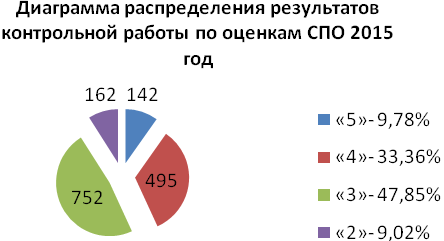 Диаграмма распределения результатов
контрольной работы по оценкам СПО 2015
год
162 142
495
752
«5»- 9,78%
«4»- 33,36%
«3»- 47,85%
«2»- 9,02%